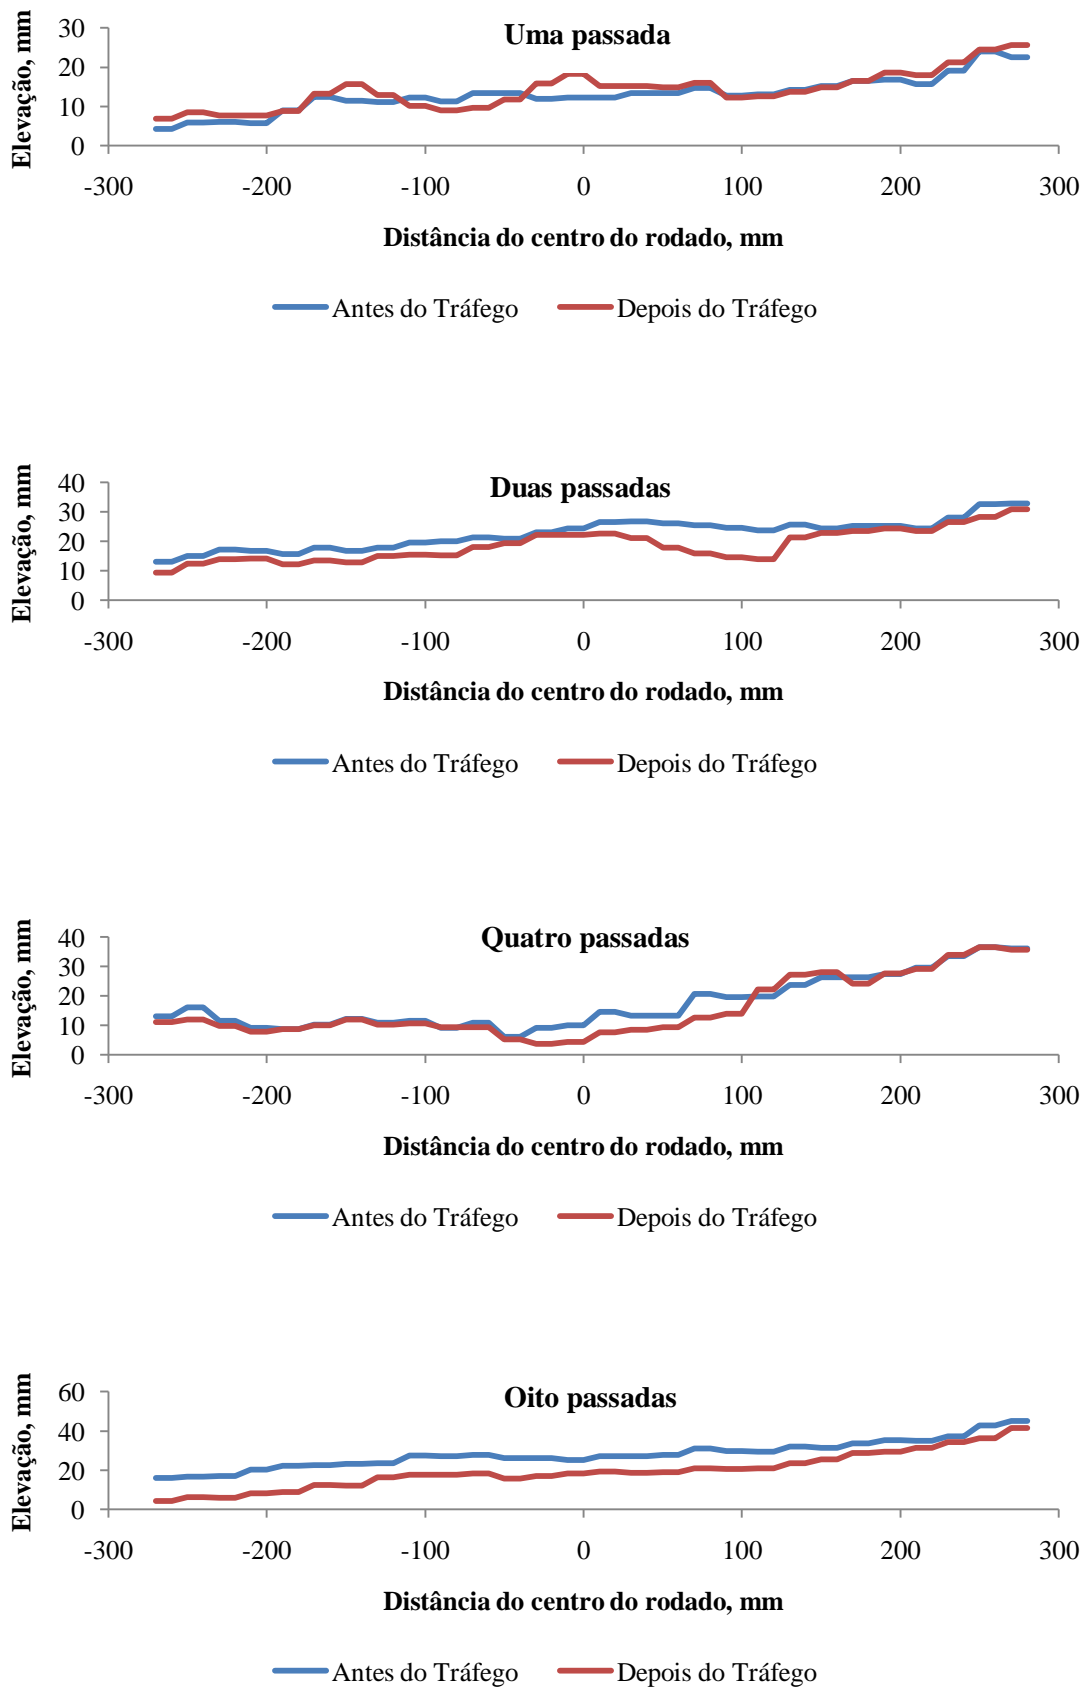 Uma passada
Elevação, mm
30
20
10
0
-300 -200 -100 0 100 200 300
Distância do centro do rodado, mm
Antes do Tráfego Depois do Tráfego
Duas passadas
Elevação, mm
40
30
20
10
0
-300 -200 -100 0 100 200 300
Distância do centro do rodado, mm
Antes do Tráfego Depois do Tráfego
Quatro passadas
Elevação, mm
40
30
20
10
0
-300 -200 -100 0 100 200 300
Distância do centro do rodado, mm
Antes do Tráfego Depois do Tráfego
Oito passadas
Elevação, mm
60
40
20
0
-300 -200 -100 0 100 200 300
Distância do centro do rodado, mm
Antes do Tráfego Depois do Tráfego